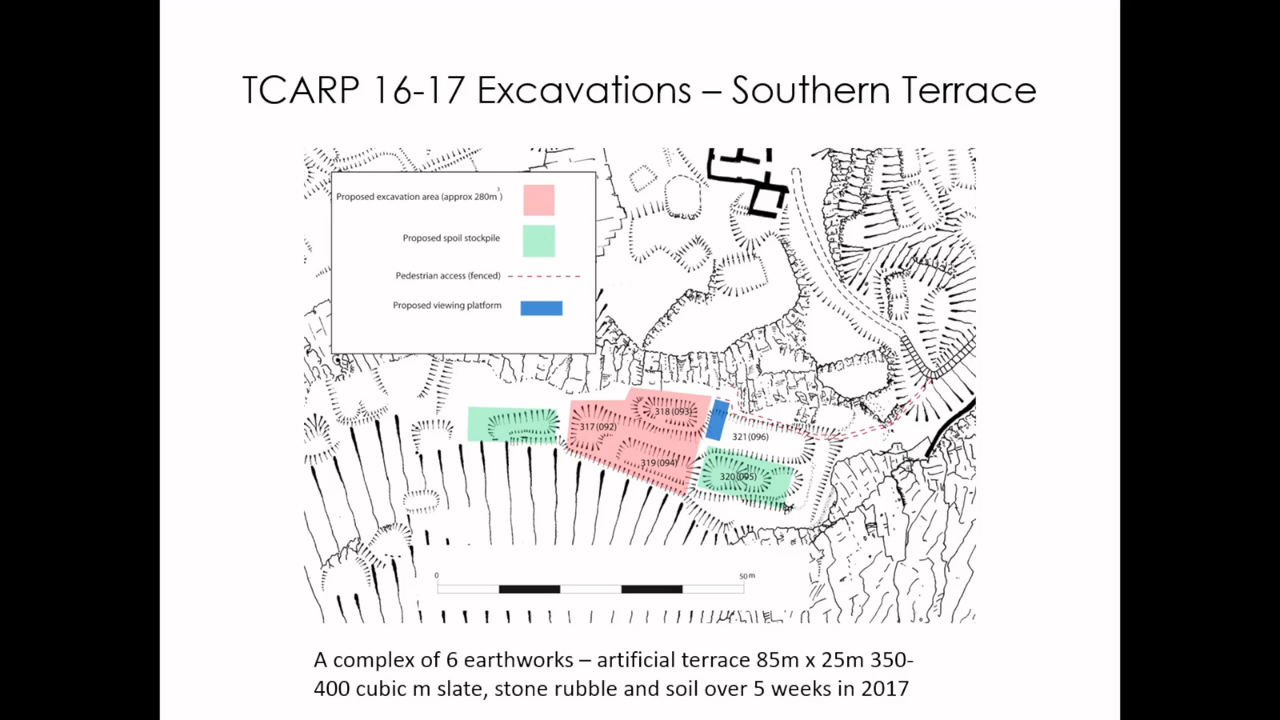 TCARP 16-17 Excavations – Southern Terrace
Proposed excavation area (approx 280m³)
Proposed spoil stockpile
Pedestrian access (fenced)
Proposed viewing platform
318(093)
317(092)
321(096)
319(094)
320(095)
0
50m
A complex of 6 earthworks – artificial terrace 85m x 25m 350-
400 cubic m slate, stone rubble and soil over 5 weeks in 2017